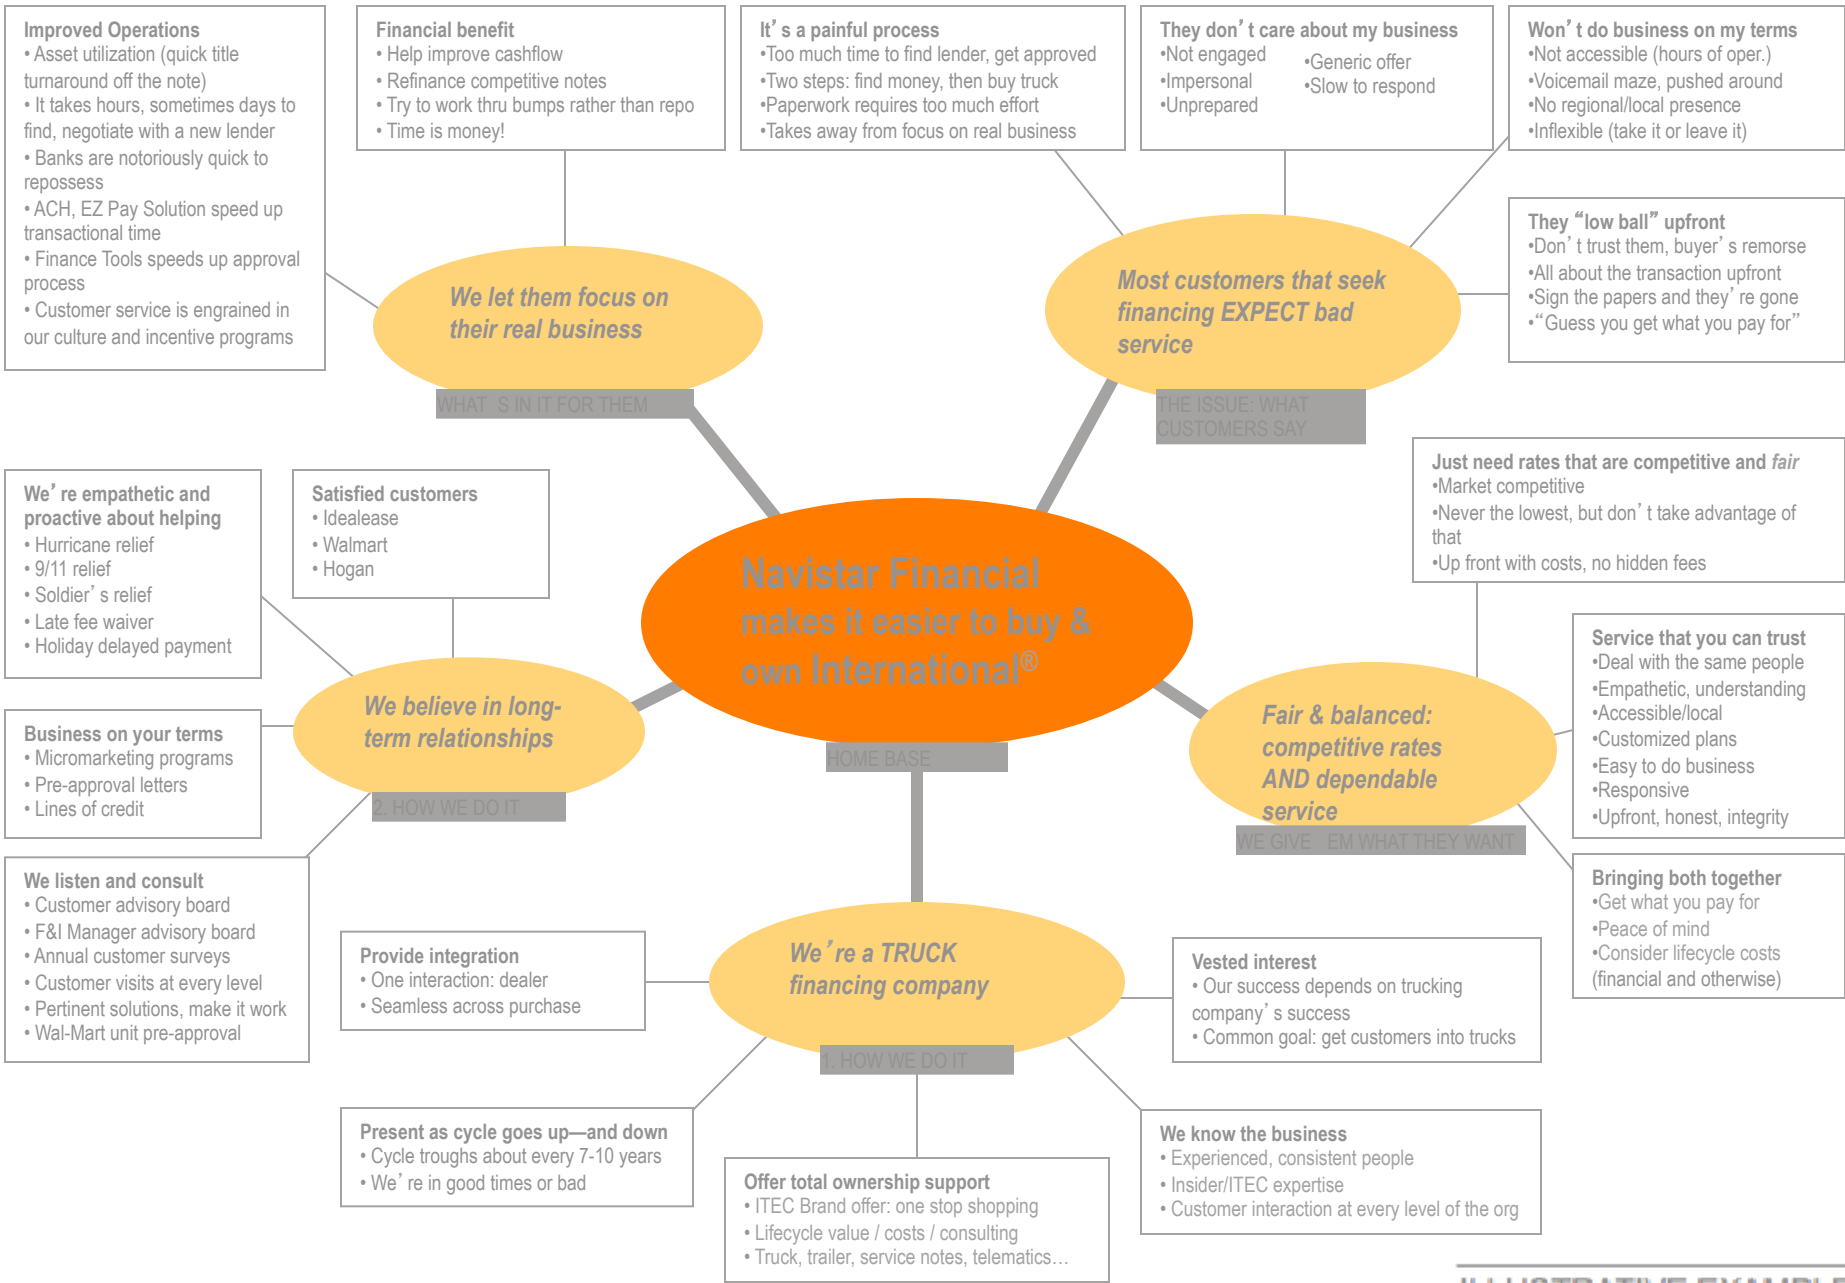 Improved Operations
• Asset utilization (quick title
turnaround off the note)
• It takes hours, sometimes days to
find, negotiate with a new lender
• Banks are notoriously quick to
repossess
• ACH, EZ Pay Solution speed up
transactional time
• Finance Tools speeds up approval
process
• Customer service is engrained in
our culture and incentive programs
Financial benefit
• Help improve cashflow
• Refinance competitive notes
• Try to work thru bumps rather than repo
• Time is money!
It’s a painful process
•Too much time to find lender, get approved
•Two steps: find money, then buy truck
•Paperwork requires too much effort
•Takes away from focus on real business
They don’t care about my business
•Not engaged
•Impersonal
•Unprepared
•Generic offer
•Slow to respond
Won’t do business on my terms
•Not accessible (hours of oper.)
•Voicemail maze, pushed around
•No regional/local presence
•Inflexible (take it or leave it)
They “low ball” upfront
•Don’t trust them, buyer’s remorse
•All about the transaction upfront
•Sign the papers and they’re gone
•“Guess you get what you pay for”
We let them focus on
their real business
WHAT S IN IT FOR THEM
Most customers that seek
financing EXPECT bad
service
THE ISSUE: WHAT
CUSTOMERS SAY
Just need rates that are competitive and fair
•Market competitive
•Never the lowest, but don’t take advantage of
that
•Up front with costs, no hidden fees
We’re empathetic and
proactive about helping
• Hurricane relief
• 9/11 relief
• Soldier’s relief
• Late fee waiver
• Holiday delayed payment
Satisfied customers
• Idealease
• Walmart
• Hogan
Navistar Financial
makes it easier to buy &
own International®
HOME BASE
Service that you can trust
•Deal with the same people
•Empathetic, understanding
•Accessible/local
•Customized plans
•Easy to do business
•Responsive
•Upfront, honest, integrity
We believe in long-
term relationships
2. HOW WE DO IT
Fair & balanced:
competitive rates
AND dependable
service
WE GIVE EM WHAT THEY WANT
Business on your terms
• Micromarketing programs
• Pre-approval letters
• Lines of credit
We listen and consult
• Customer advisory board
• F&I Manager advisory board
• Annual customer surveys
• Customer visits at every level
• Pertinent solutions, make it work
• Wal-Mart unit pre-approval
Bringing both together
•Get what you pay for
•Peace of mind
•Consider lifecycle costs
(financial and otherwise)
Provide integration
• One interaction: dealer
• Seamless across purchase
We’re a TRUCK
financing company
1. HOW WE DO IT
Vested interest
• Our success depends on trucking
company’s success
• Common goal: get customers into trucks
Present as cycle goes up—and down
• Cycle troughs about every 7-10 years
• We’re in good times or bad
Offer total ownership support
• ITEC Brand offer: one stop shopping
• Lifecycle value / costs / consulting
• Truck, trailer, service notes, telematics…
We know the business
• Experienced, consistent people
• Insider/ITEC expertise
• Customer interaction at every level of the org
ILLUSTRATIVE EXAMPLE